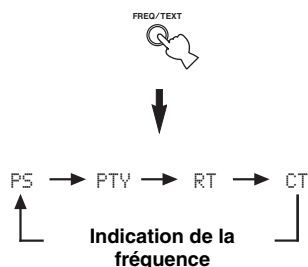 FREQ/TEXT
PS PTY RT CT
Indication de la
fréquence